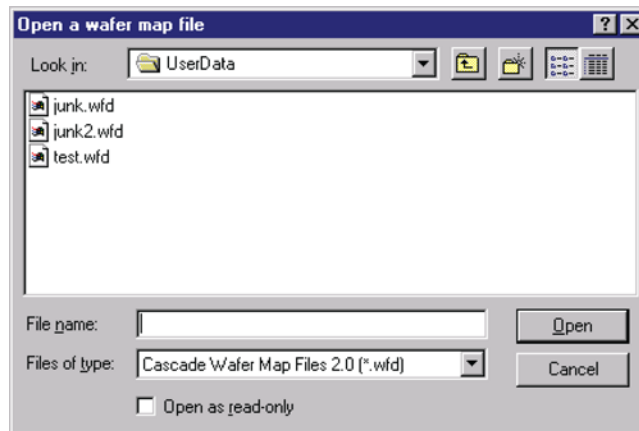 Open a wafer map file
Look in: UserData
junk.wfd
junk2.wfd
test.wfd
File name: Open
Files of type: Cascade Wafer Map Files 2.0 (*.wfd) Cancel
Open as read-only